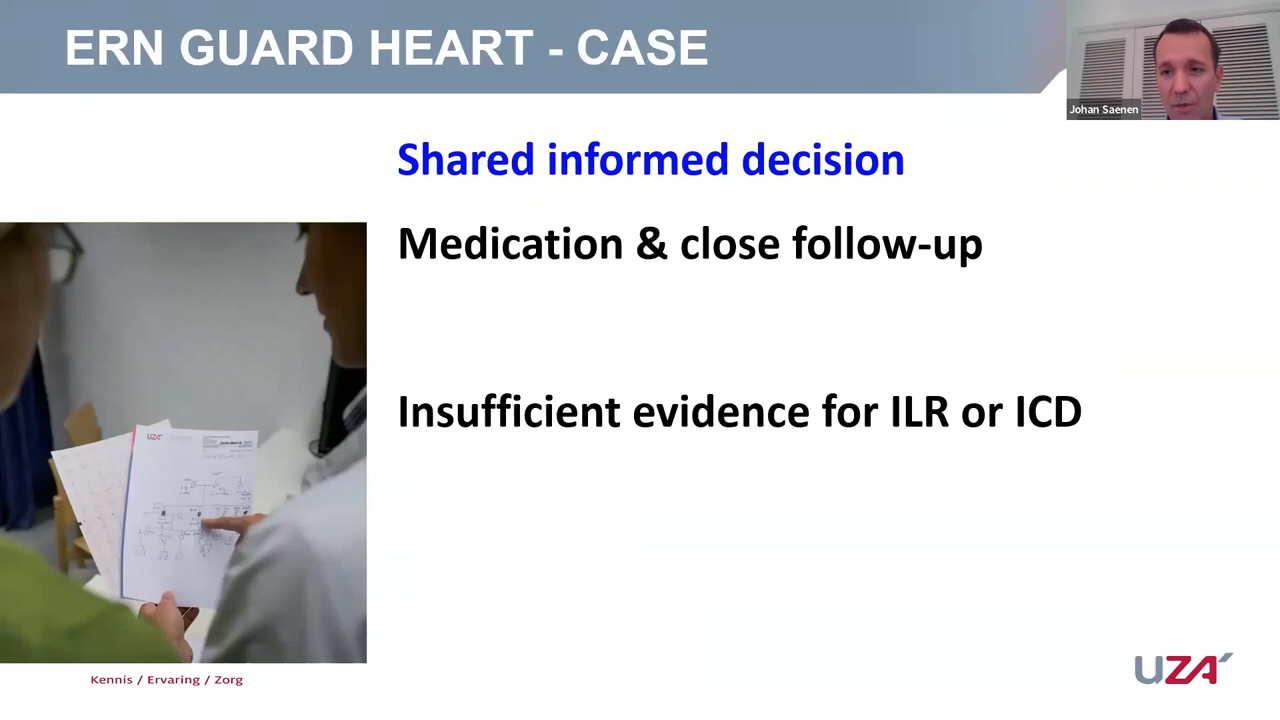 ERN GUARD HEART - CASE
Johan Saenen
Shared informed decision
Medication & close follow-up
Insufficient evidence for ILR or ICD
UZA
Kennis / Ervaring / Zorg
UZA